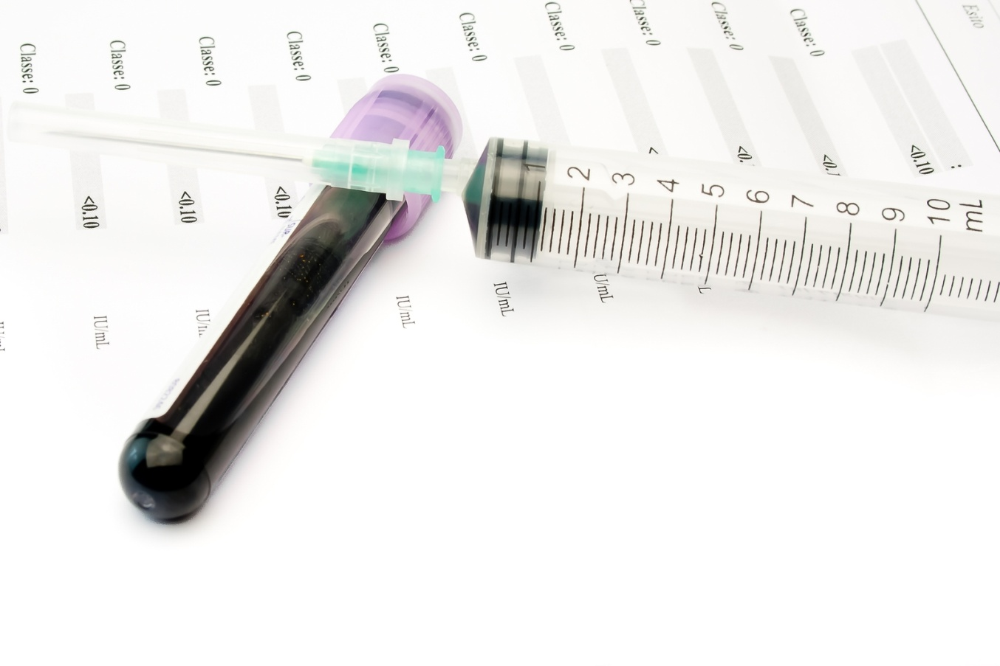 Esito
Classe: 0
Classe: 0
Classe: 0
Classe: 0
Classe: 0
Classe: 0
Classe: 0
Classe: 0
Classe: 0
Classe: 0
:
<0.10
<0.1
<0.
<
<0.10
<0.10
<0.10
IU/mL
IU/mL
U/mL
L
IU/mL
1 2 3 4 5 6 7 8 9 10 mL